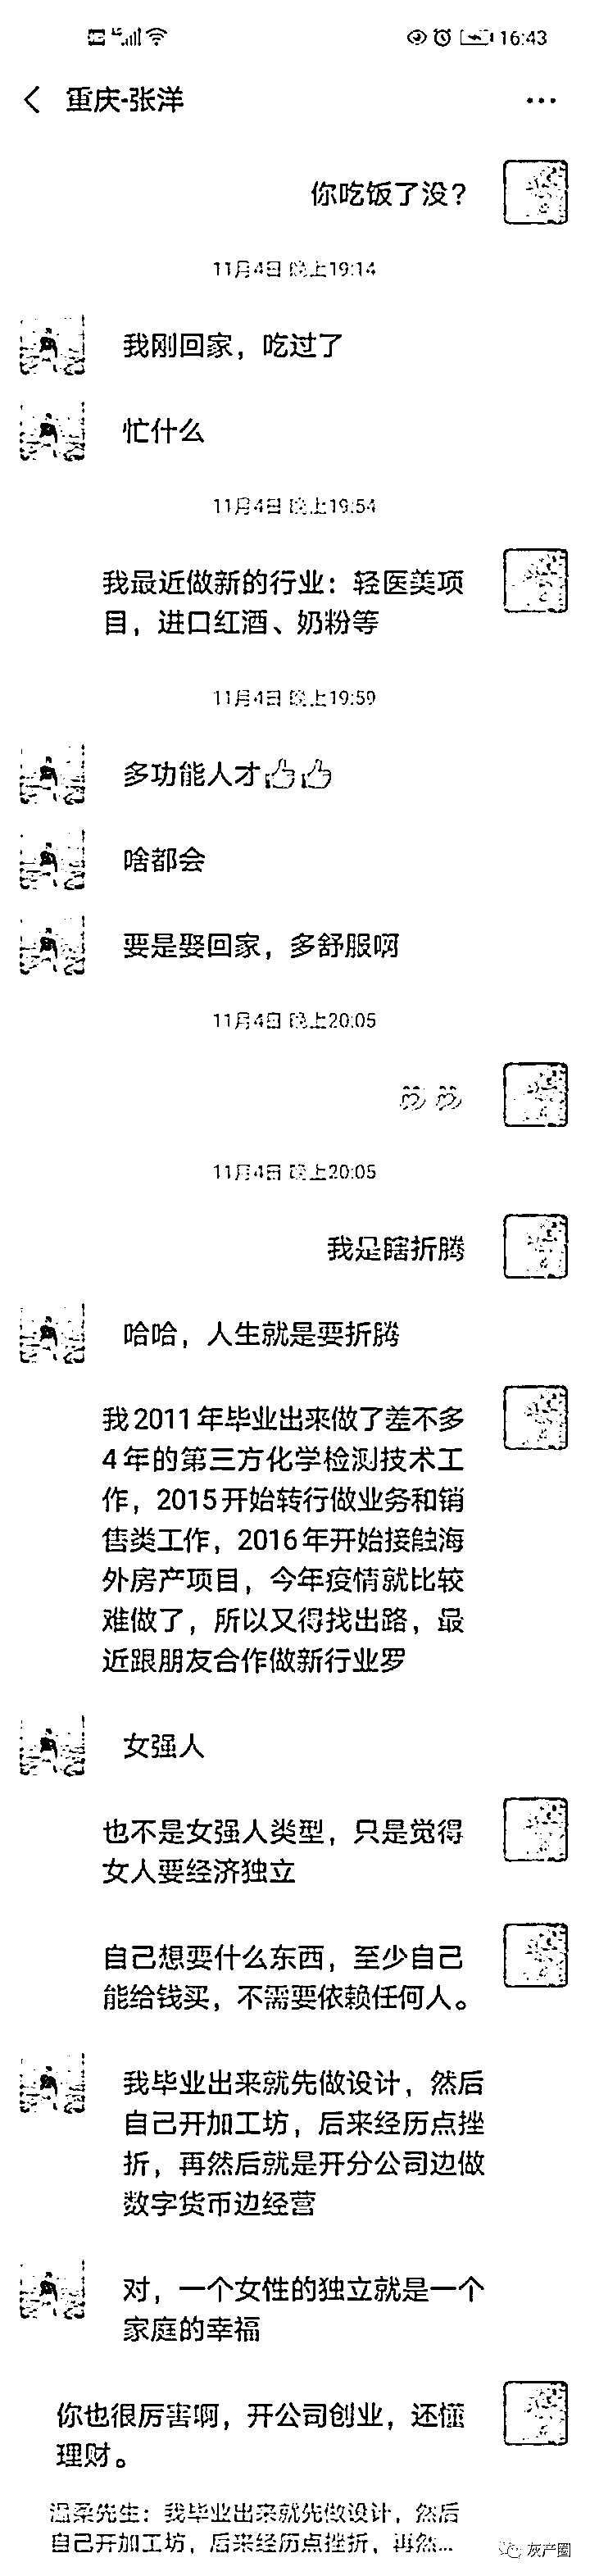 16:43
重庆-张洋
你吃饭了没？
11月4日 晚上19:14
我刚回家，吃过了
忙什么
11月4日 晚上19:54
我最近做新的行业：轻医美项
目，进口红酒、奶粉等
11月4日 晚上19:59
多功能人才👍👍
啥都会
要是娶回家，多舒服啊
11月4日 晚上20:05
11月4日 晚上20:05
我是瞎折腾
哈哈，人生就是要折腾
我2011年毕业出来做了差不多
4年的第三方化学检测技术工
作，2015开始转行做业务和销
售类工作，2016年开始接触海
外房产项目，今年疫情就比较
难做了，所以又得找出路，最
近跟朋友合作做新行业罗
女强人
也不是女强人类型，只是觉得
女人要经济独立
自己想要什么东西，至少自己
能给钱买，不需要依赖任何人。
我毕业出来就先做设计，然后
自己开加工坊，后来经历点挫
折，再然后就是开分公司边做
数字货币边经营
对，一个女性的独立就是一个
家庭的幸福
你也很厉害啊，开公司创业，还懂
理财。
温柔先生：我毕业出来就先做设计，然后
自己开加工坊，后来经历点挫折，再然...
灰产圈